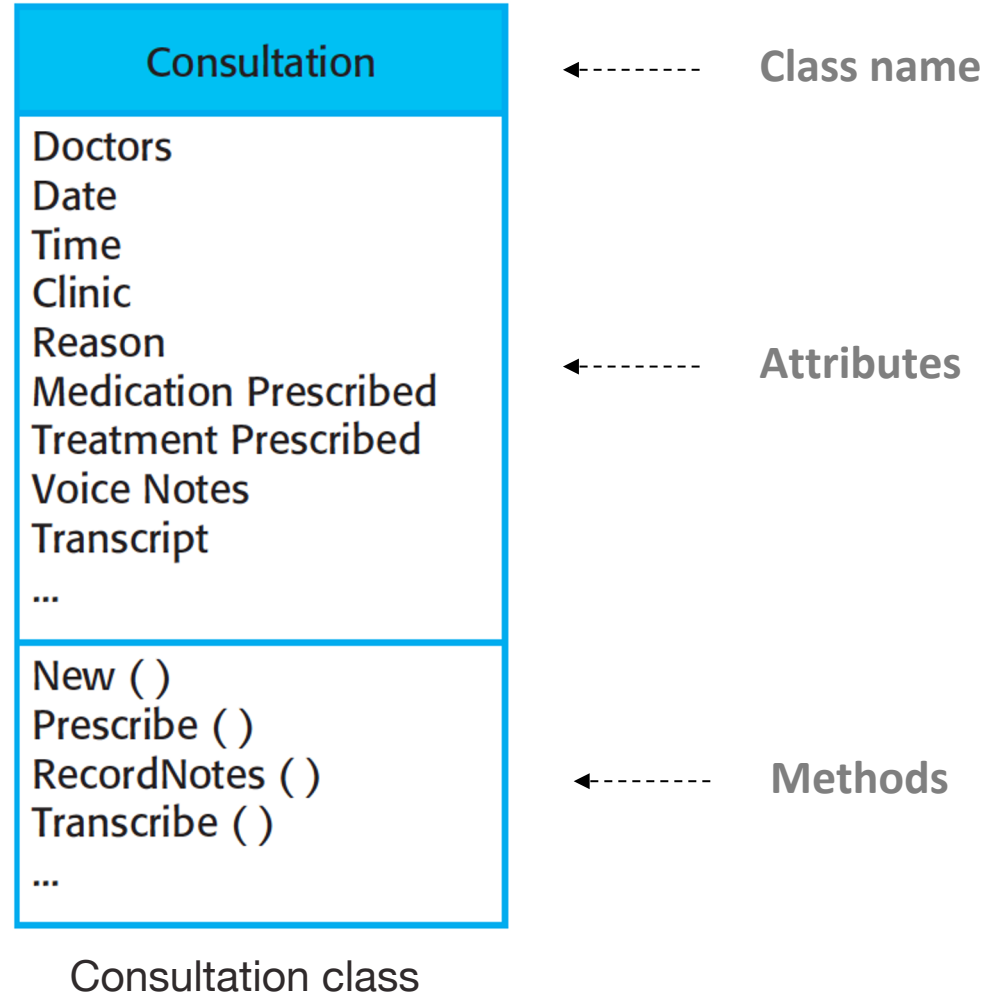 Consultation
Class name
Doctors
Date
Time
Clinic
Reason
Medication Prescribed
Treatment Prescribed
Voice Notes
Transcript
...
Attributes
New ( )
Prescribe ( )
RecordNotes ( )
Transcribe ( )
...
Methods
Consultation class